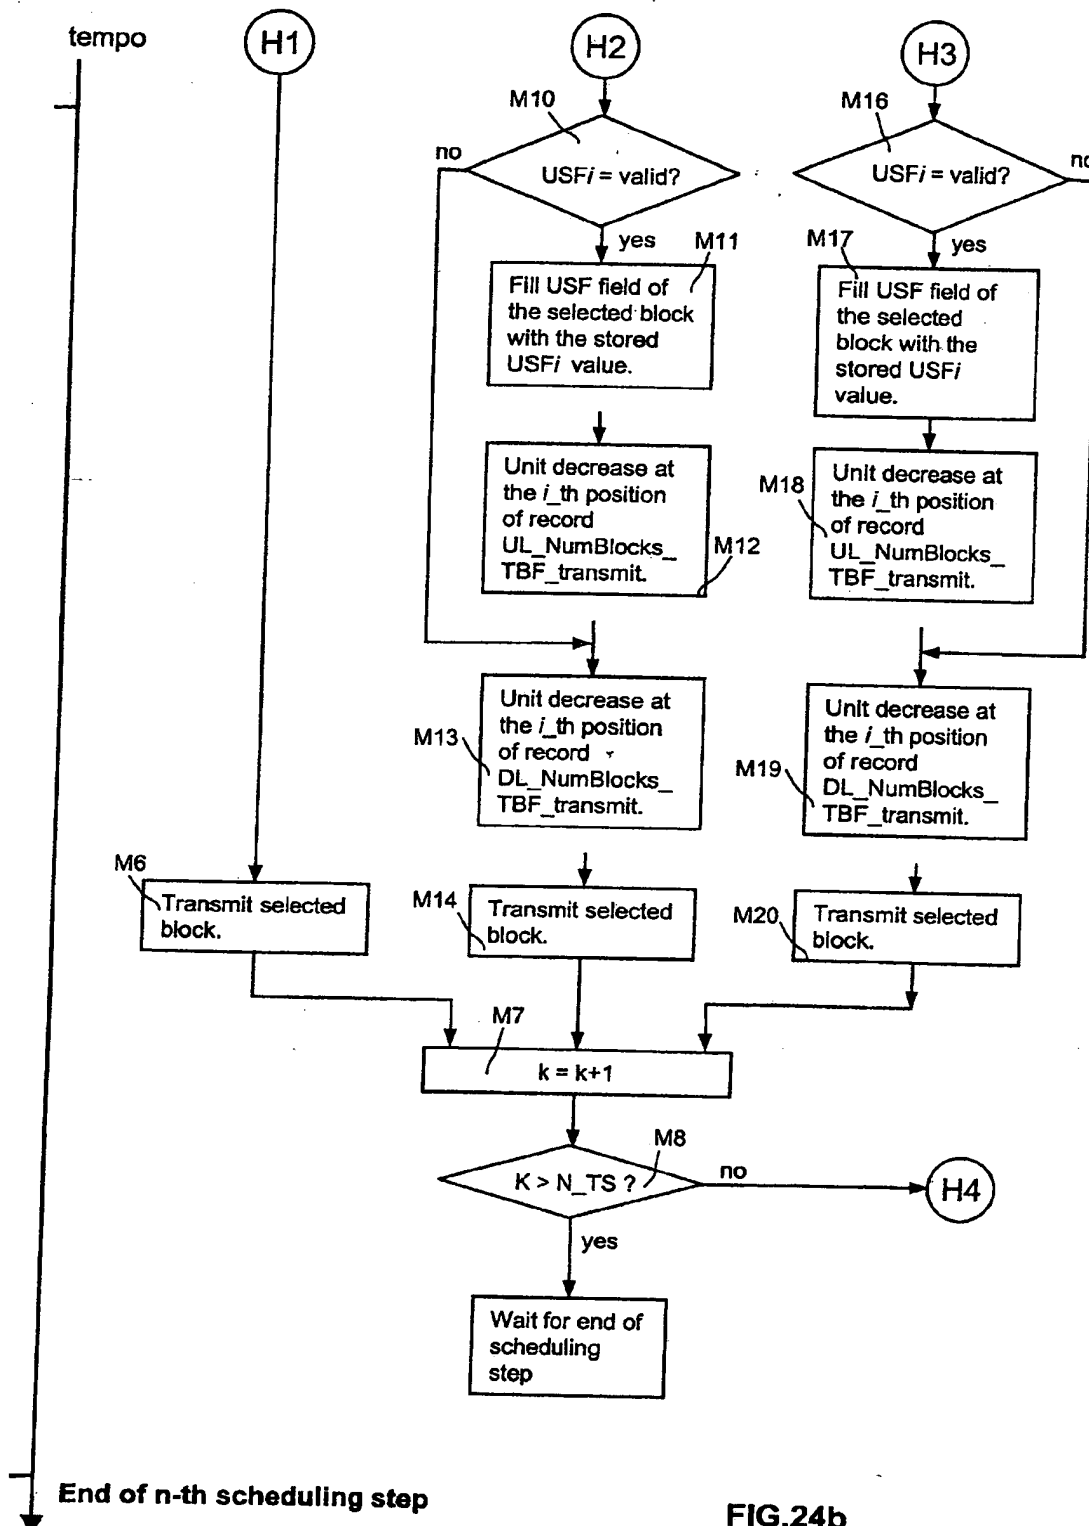 tempo
H1
H2
H3
M10
no
USFi = valid?
yes
M11
Fill USF field of
the selected block
with the stored
USFi value.
Unit decrease at
the i_th position
of record
UL_NumBlocks_
TBF_transmit.
M12
M13
Unit decrease at
the i_th position
of record
DL_NumBlocks_
TBF_transmit.
M16
no
USFi = valid?
yes
M17
Fill USF field of
the selected
block with the
stored USFi
value.
M18
Unit decrease at
the i_th position
of record
UL_NumBlocks_
TBF_transmit.
M19
Unit decrease at
the i_th position
of record
DL_NumBlocks_
TBF_transmit.
M6
Transmit selected
block.
M14
Transmit selected
block.
M20
Transmit selected
block.
M7
k = k+1
M8
K > N_TS ?
no
H4
yes
Wait for end of
scheduling
step
End of n-th scheduling step
FIG.24b